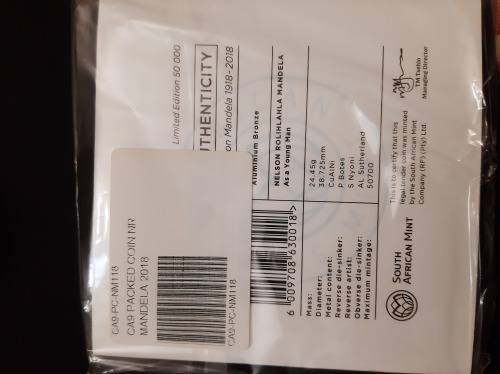 Limited Edition 50 000
UTHENTICITY
on Mandela 1918-2018
Aluminium Bronze
NELSON ROLIHLAHLA MANDELA
As a Young Man
6 009708 630018 >
Mass: 24.45g
Diameter: 38.725mm
Metal content: CuAlNi
Reverse die-sinker: P Botes
Reverse artist: S Nyoni
Obverse die-sinker: AL Sutherland
Maximum mintage: 50700
SOUTH
AFRICAN MINT
This is to certify that this
legal tender coin was minted
by the South African Mint
Company (RF) (Pty) Ltd.
TM Tsehlo
Managing Director
CA9-PC-NM118
CA9 PACKED COIN NR
MANDELA 2018
CA9-PC-NM118